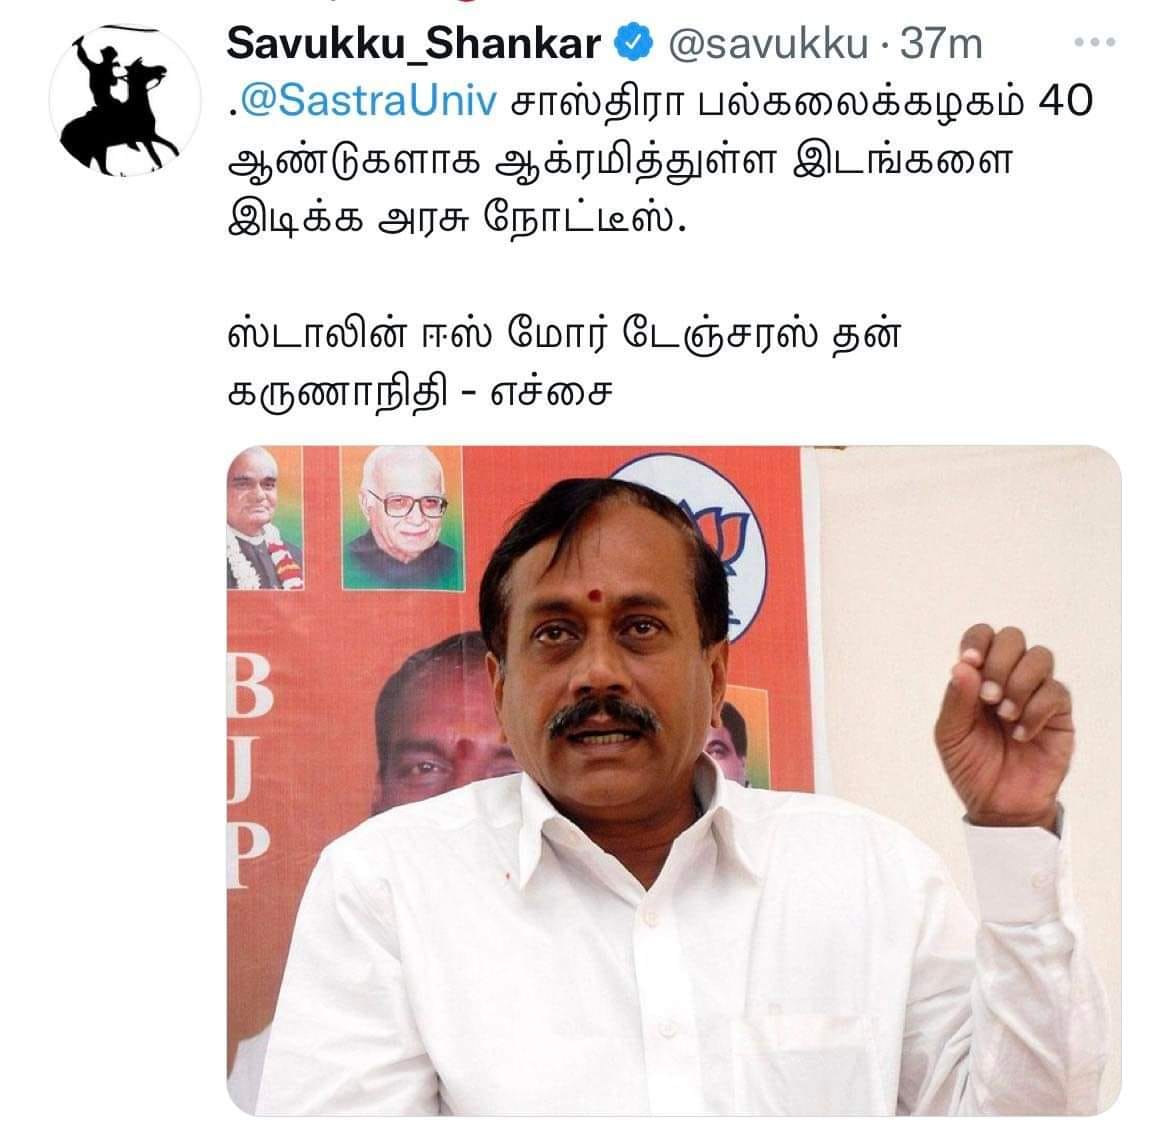 Savukku_Shankar @savukku · 37m
.@SastraUniv சாஸ்திரா பல்கலைக்கழகம் 40
ஆண்டுகளாக ஆக்ரமித்துள்ள இடங்களை
இடிக்க அரசு நோட்டீஸ்.
ஸ்டாலின் ஈஸ் மோர் டேஞ்சரஸ் தன்
கருணாநிதி - எச்சை
B
J
P